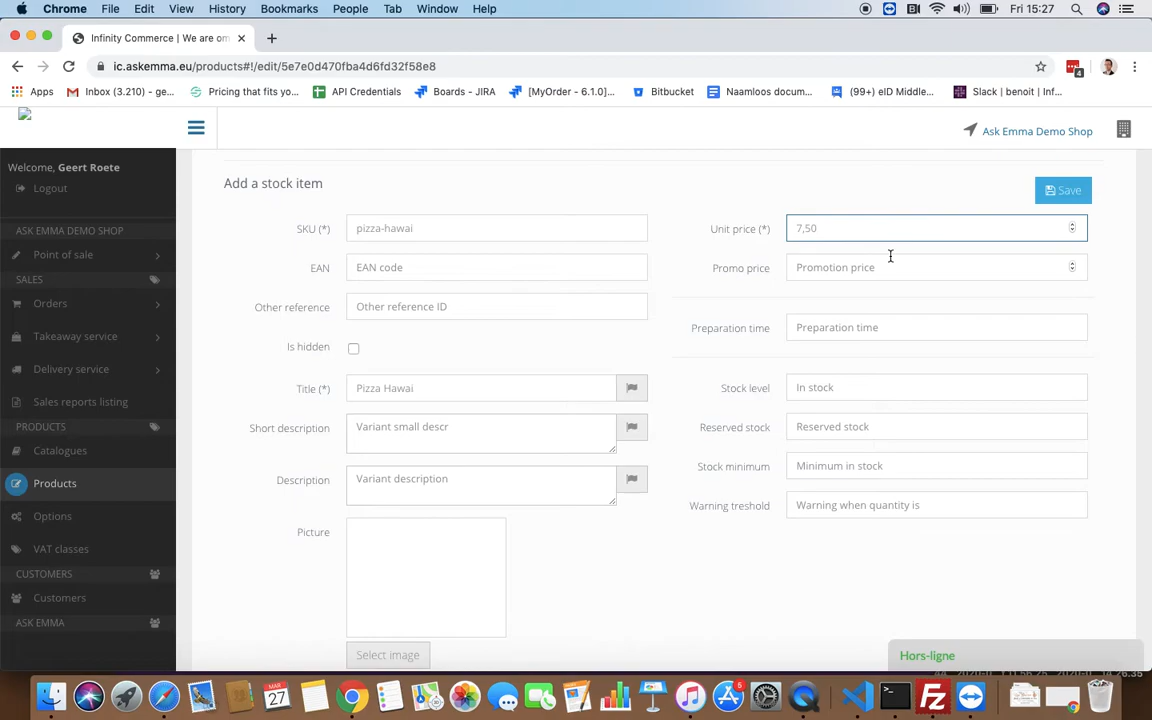 Chrome File Edit View History Bookmarks People Tab Window Help Fri 15:27
Infinity Commerce | We are om
ic.askemma.eu/products#!/edit/5e7e0d470fba4d6fd32f58e8
4
Apps Inbox (3.210) - ge... Pricing that fits yo... API Credentials Boards - JIRA [MyOrder - 6.1.0]... Bitbucket Naamloos docum... (99+) eID Middle... Slack | benoit | Inf...
Ask Emma Demo Shop
Welcome, Geert Roete
Logout
ASK EMMA DEMO SHOP
Point of sale
SALES
Orders
Takeaway service
Delivery service
Sales reports listing
PRODUCTS
Catalogues
Products
Options
VAT classes
CUSTOMERS
Customers
ASK EMMA
Add a stock item
Save
SKU (*) pizza-hawai
EAN EAN code
Other reference Other reference ID
Is hidden
Title (*) Pizza Hawai
Short description Variant small descr
Description Variant description
Picture
Select image
Unit price (*) 7,50
Promo price Promotion price
Preparation time Preparation time
Stock level In stock
Reserved stock Reserved stock
Stock minimum Minimum in stock
Warning treshold Warning when quantity is
Hors-ligne
MAR
27
6